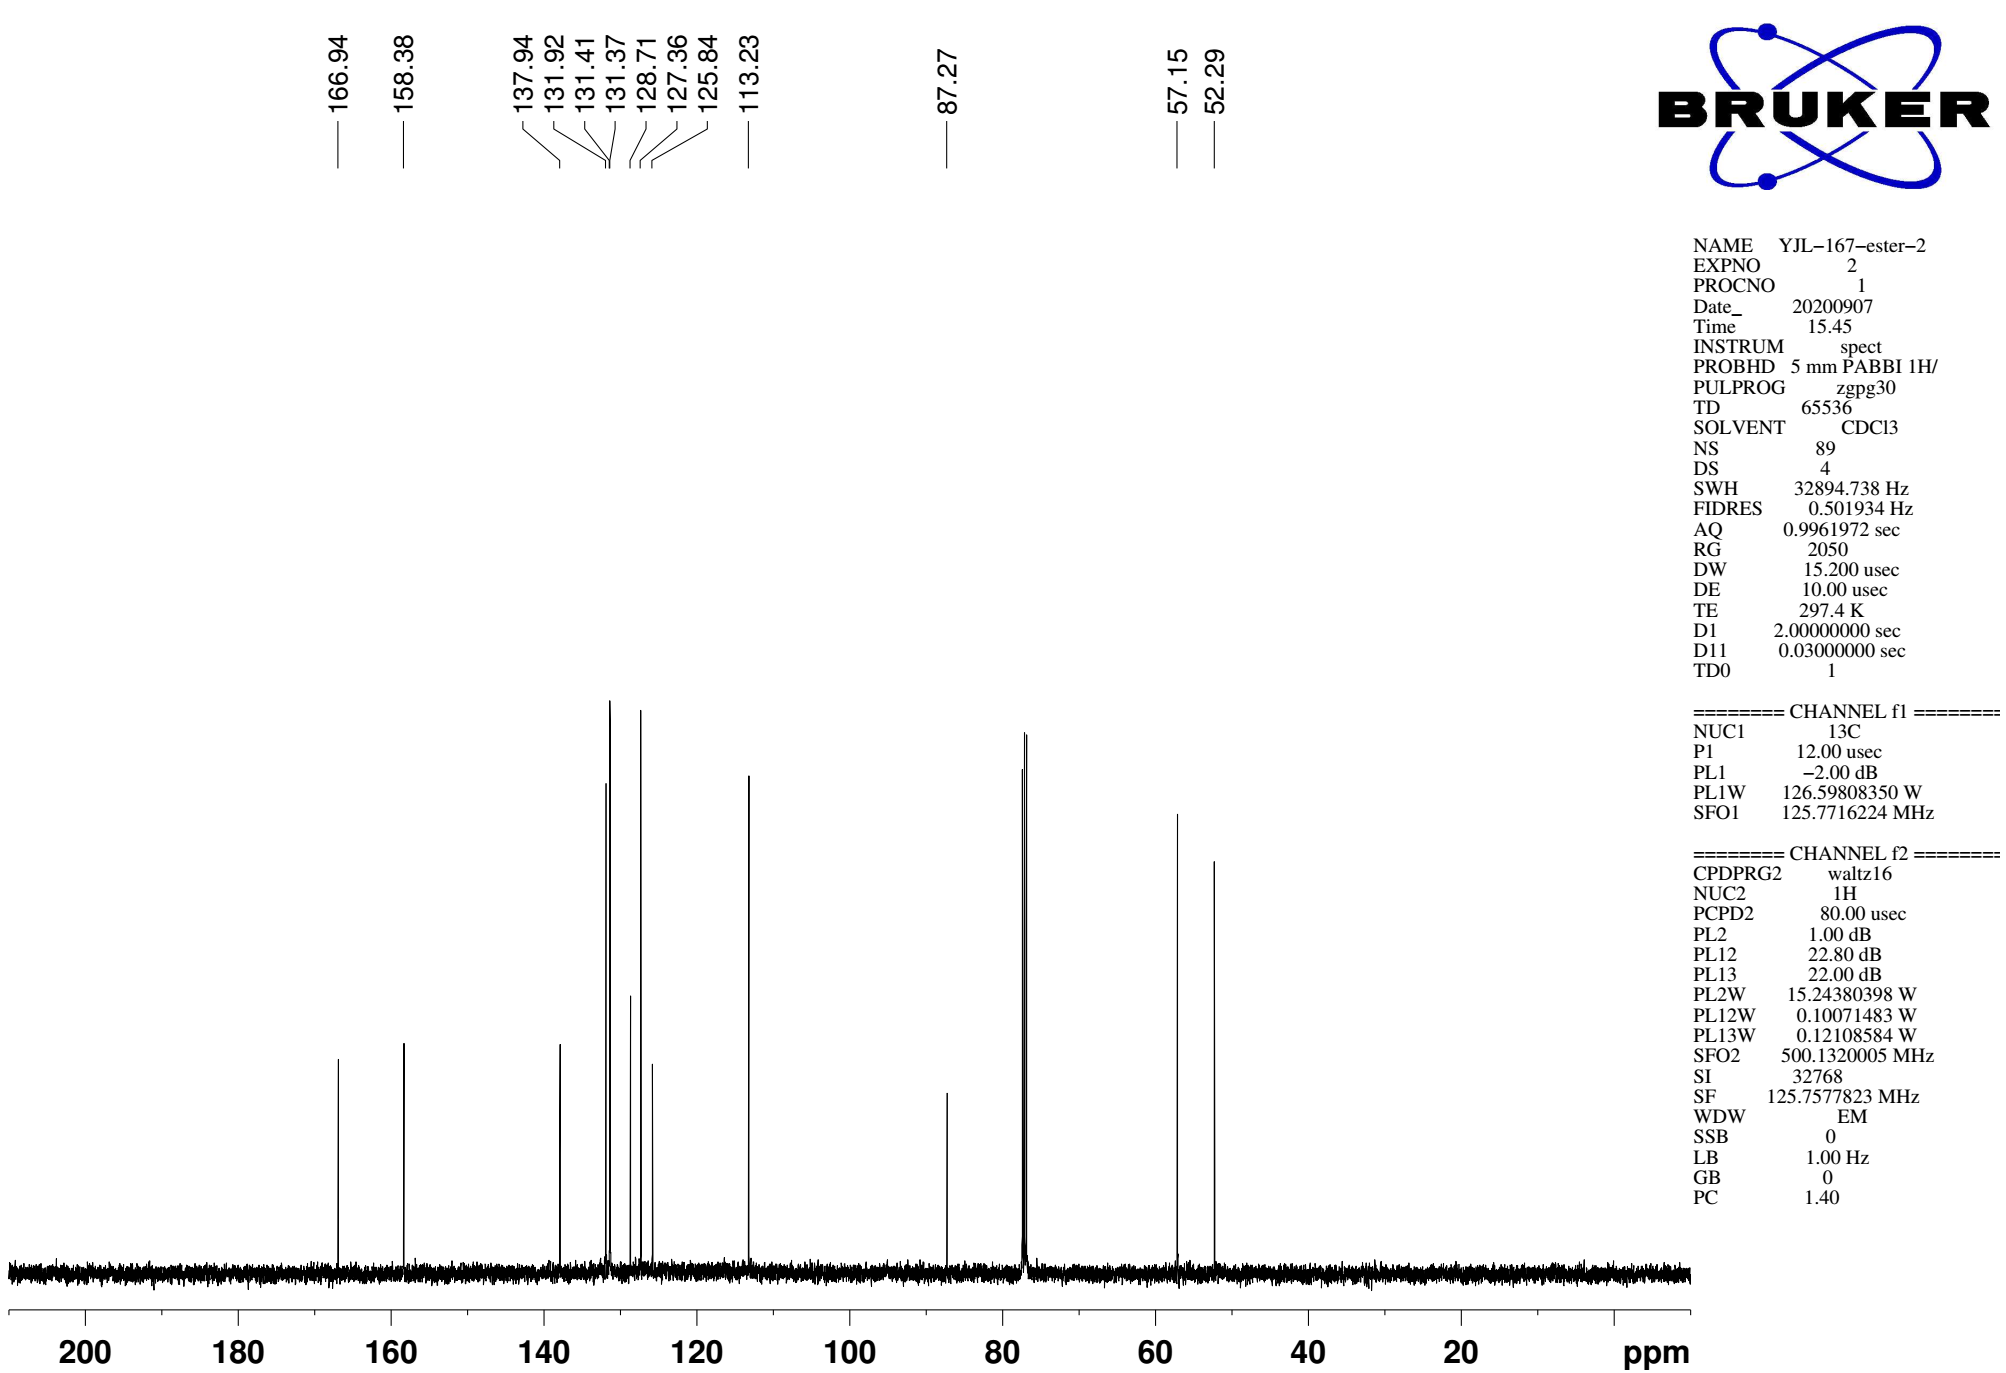 166.94
158.38
137.94
131.92
131.41
131.37
128.71
127.36
125.84
113.23
87.27
57.15
52.29
BRUKER
NAME YJL−167−ester−2
EXPNO 2
PROCNO 1
Date_ 20200907
Time 15.45
INSTRUM spect
PROBHD 5 mm PABBI 1H/
PULPROG zgpg30
TD 65536
SOLVENT CDCl3
NS 89
DS 4
SWH 32894.738 Hz
FIDRES 0.501934 Hz
AQ 0.9961972 sec
RG 2050
DW 15.200 usec
DE 10.00 usec
TE 297.4 K
D1 2.00000000 sec
D11 0.03000000 sec
TD0 1
======== CHANNEL f1 ========
NUC1 13C
P1 12.00 usec
PL1 −2.00 dB
PL1W 126.59808350 W
SFO1 125.7716224 MHz
======== CHANNEL f2 ========
CPDPRG2 waltz16
NUC2 1H
PCPD2 80.00 usec
PL2 1.00 dB
PL12 22.80 dB
PL13 22.00 dB
PL2W 15.24380398 W
PL12W 0.10071483 W
PL13W 0.12108584 W
SFO2 500.1320005 MHz
SI 32768
SF 125.7577823 MHz
WDW EM
SSB 0
LB 1.00 Hz
GB 0
PC 1.40
200 180 160 140 120 100 80 60 40 20 ppm